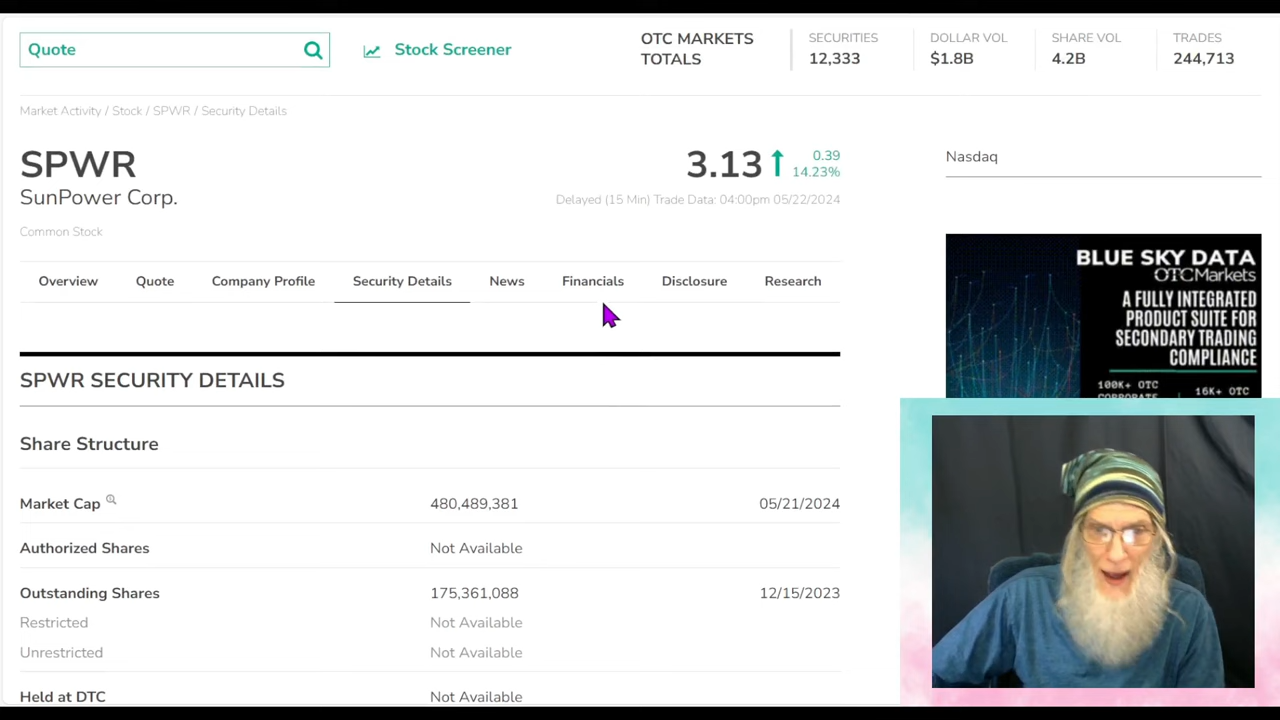 Quote
Stock Screener
OTC MARKETS
TOTALS
SECURITIES
12,333
DOLLAR VOL
$1.8B
SHARE VOL
4.2B
TRADES
244,713
Market Activity / Stock / SPWR / Security Details
SPWR
SunPower Corp.
Common Stock
3.13
0.39
14.23%
Delayed (15 Min) Trade Data: 04:00pm 05/22/2024
Nasdaq
Overview Quote Company Profile Security Details News Financials Disclosure Research
BLUE SKY DATA
OTCMarkets
A FULLY INTEGRATED
PRODUCT SUITE FOR
SECONDARY TRADING
COMPLIANCE
100K+ OTC
16K+ OTC
SPWR SECURITY DETAILS
Share Structure
Market Cap 480,489,381 05/21/2024
Authorized Shares Not Available
Outstanding Shares 175,361,088 12/15/2023
Restricted Not Available
Unrestricted Not Available
Held at DTC Not Available